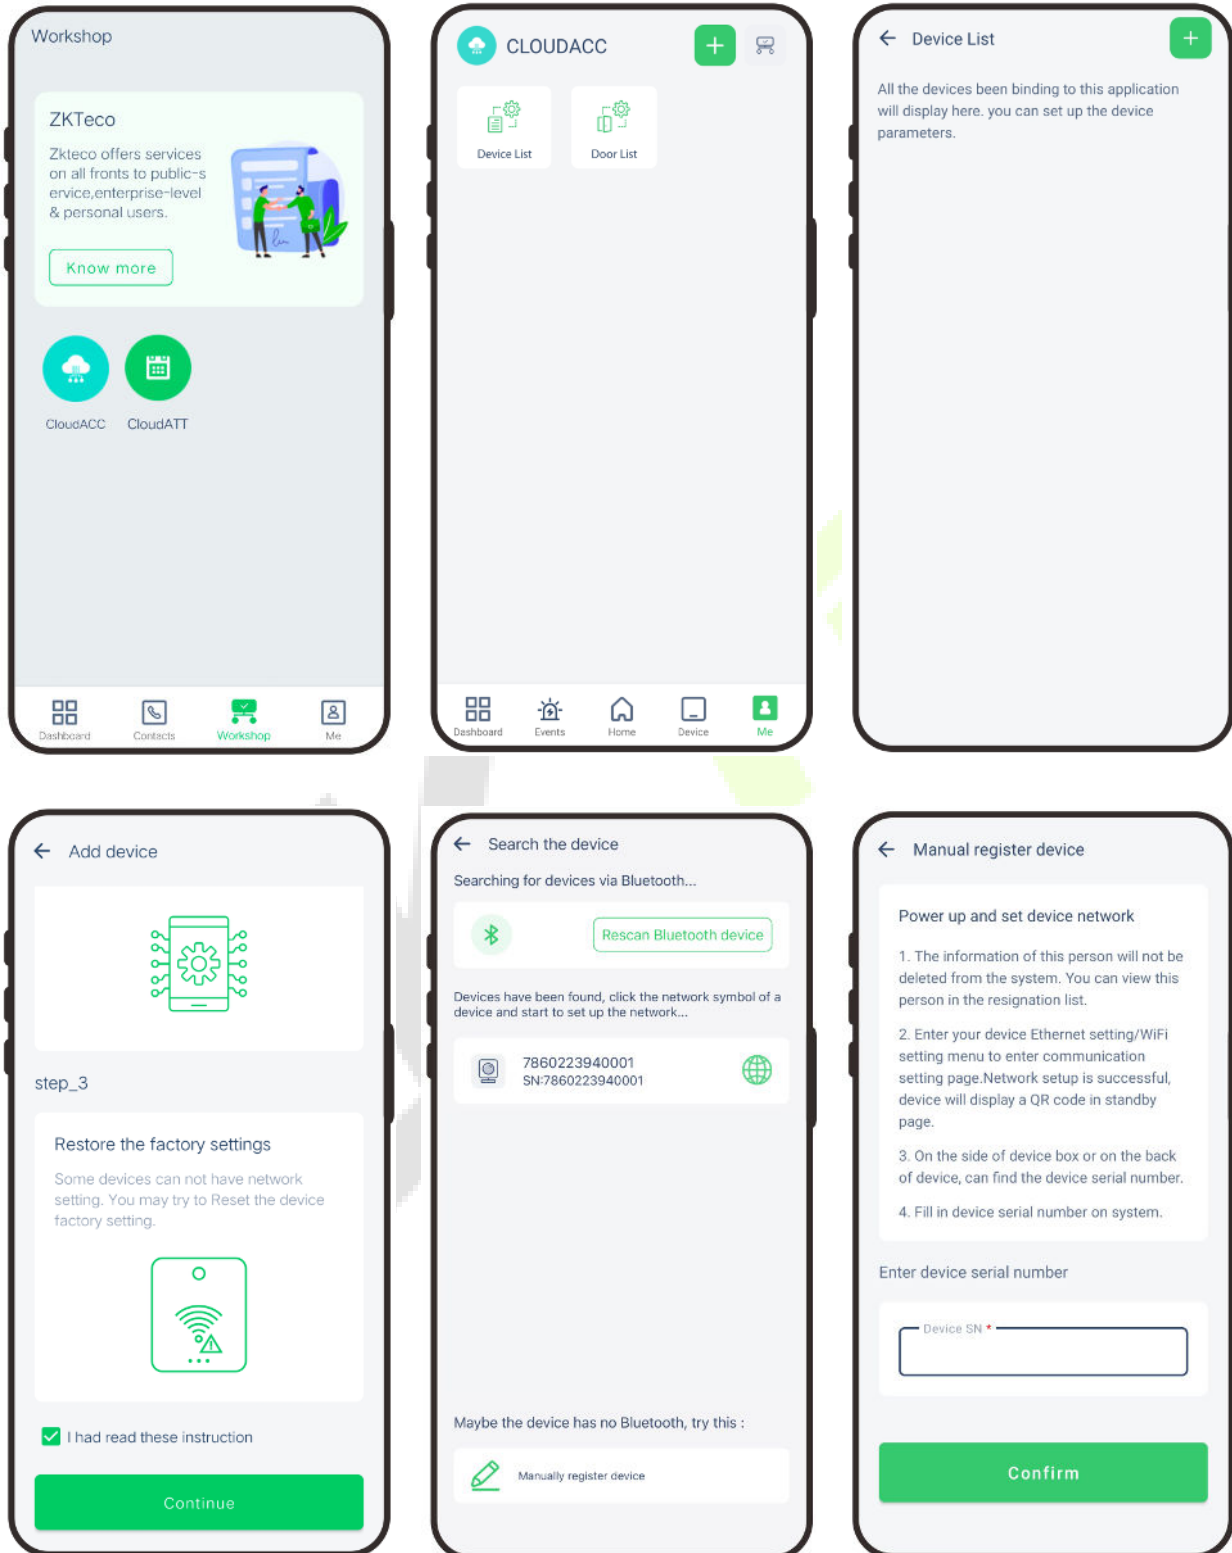 Workshop
ZKTeco
Zkteco offers services
on all fronts to public-s
ervice,enterprise-level
& personal users.
Know more
CloudACC
CloudATT
Dashboard
Contacts
Workshop
Me
CLOUDACC
Device List
Door List
Dashboard
Events
Home
Device
Me
Device List
All the devices been binding to this application
will display here. you can set up the device
parameters.
Add device
step_3
Restore the factory settings
Some devices can not have network
setting. You may try to Reset the device
factory setting.
I had read these instruction
Continue
Search the device
Searching for devices via Bluetooth...
Rescan Bluetooth device
Devices have been found, click the network symbol of a
device and start to set up the network...
7860223940001
SN:7860223940001
Maybe the device has no Bluetooth, try this :
Manually register device
Manual register device
Power up and set device network
1. The information of this person will not be
deleted from the system. You can view this
person in the resignation list.
2. Enter your device Ethernet setting/WiFi
setting menu to enter communication
setting page.Network setup is successful,
device will display a QR code in standby
page.
3. On the side of device box or on the back
of device, can find the device serial number.
4. Fill in device serial number on system.
Enter device serial number
Device SN *
Confirm